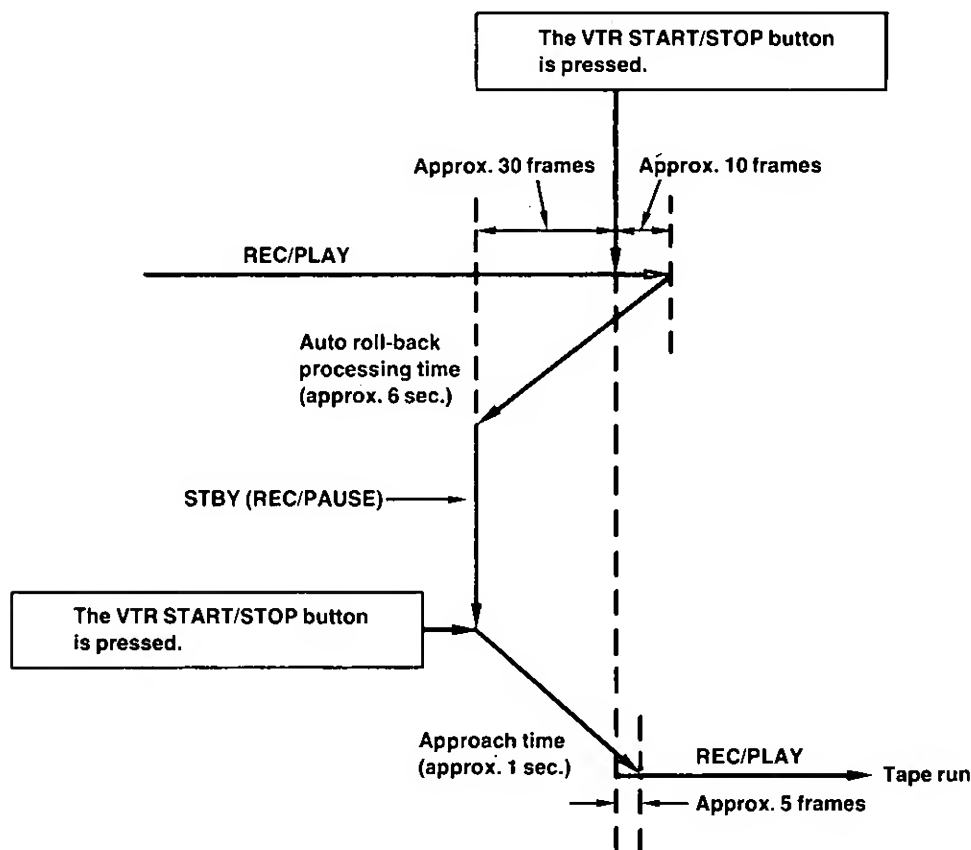 The VTR START/STOP button
is pressed.
Approx. 30 frames
Approx. 10 frames
REC/PLAY
Auto roll-back
processing time
(approx. 6 sec.)
STBY (REC/PAUSE)
The VTR START/STOP button
is pressed.
Approach time
(approx. 1 sec.)
REC/PLAY
Tape run
Approx. 5 frames